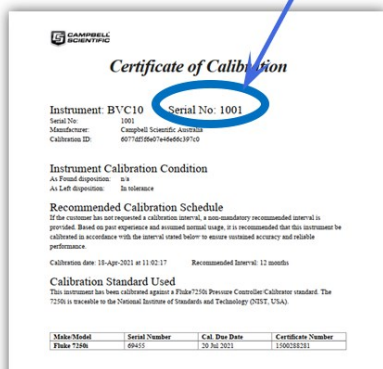 CAMPBELL
SCIENTIFIC
Certificate of Calibration
Instrument: BVC10 Serial No: 1001
Serial No: 1001
Manufacturer: Campbell Scientific Australia
Calibration ID: 6077df5f6e07e46e66c397c0
Instrument Calibration Condition
As Found disposition: n/a
As Left disposition: In tolerance
Recommended Calibration Schedule
If the customer has not requested a calibration interval, a non-mandatory recommended interval is
provided. Based on past experience and assumed normal usage, it is recommended that this instrument be
calibrated in accordance with the interval stated below to ensure sustained accuracy and reliable
performance.
Calibration date: 18-Apr-2021 at 11:02:17 Recommended Interval: 12 months
Calibration Standard Used
This instrument has been calibrated against a Fluke7250i Pressure Controller/Calibrator standard. The
7250i is traceable to the National Institute of Standards and Technology (NIST, USA).
Make/Model Serial Number Cal. Due Date Certificate Number
Fluke 7250i 69455 20 Jul 2021 1500288281